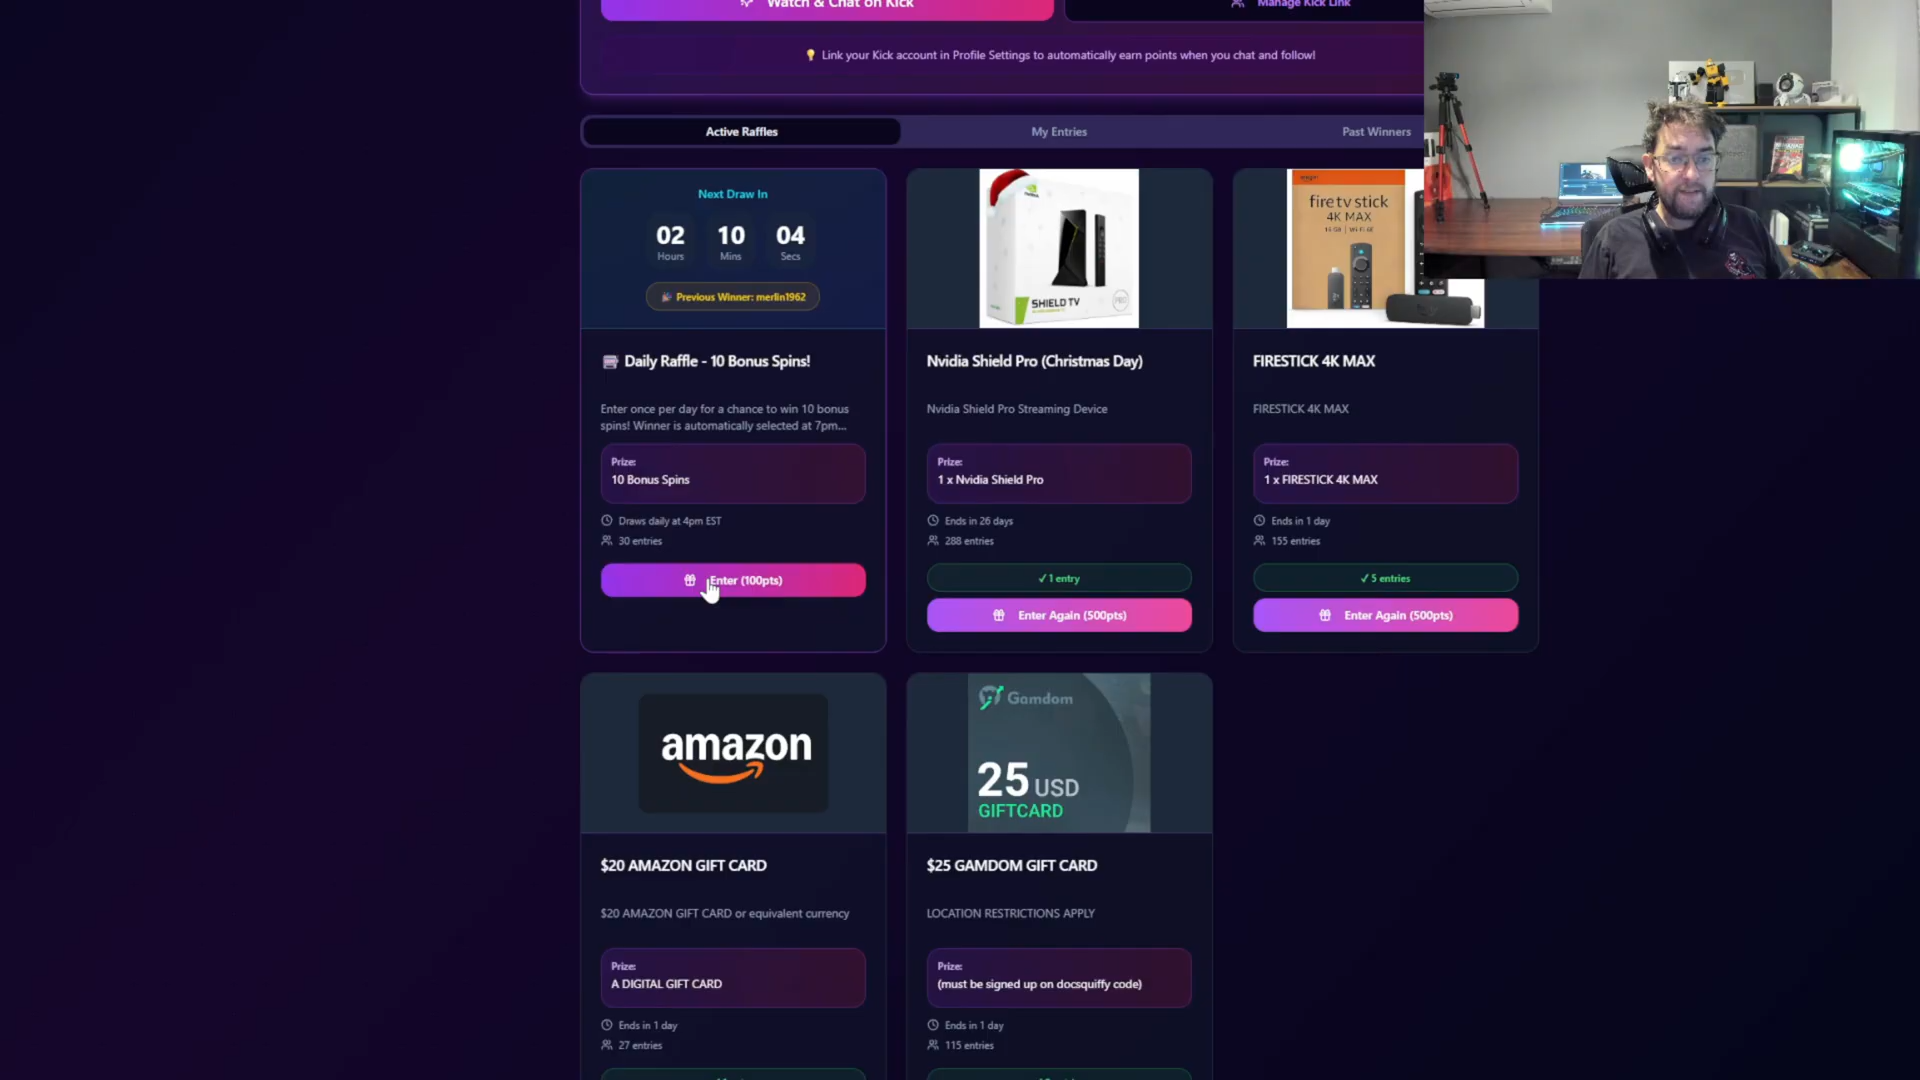 Watch & Chat on Kick
Manage Kick Link
Link your Kick account in Profile Settings to automatically earn points when you chat and follow!
Active Raffles
My Entries
Past Winners
Next Draw In
02
10
04
Hours
Mins
Secs
Previous Winner: merlin1962
Daily Raffle - 10 Bonus Spins!
Enter once per day for a chance to win 10 bonus
spins! Winner is automatically selected at 7pm...
Prize:
10 Bonus Spins
Draws daily at 4pm EST
30 entries
Enter (100pts)
SHIELD TV
PRO
Nvidia Shield Pro (Christmas Day)
Nvidia Shield Pro Streaming Device
Prize:
1 x Nvidia Shield Pro
Ends in 26 days
288 entries
✓ 1 entry
Enter Again (500pts)
fire tv stick
4K MAX
FIRESTICK 4K MAX
FIRESTICK 4K MAX
Prize:
1 x FIRESTICK 4K MAX
Ends in 1 day
155 entries
✓ 5 entries
Enter Again (500pts)
amazon
$20 AMAZON GIFT CARD
$20 AMAZON GIFT CARD or equivalent currency
Prize:
A DIGITAL GIFT CARD
Ends in 1 day
27 entries
Gamdom
25 USD
GIFTCARD
$25 GAMDOM GIFT CARD
LOCATION RESTRICTIONS APPLY
Prize:
(must be signed up on docsquiffy code)
Ends in 1 day
115 entries